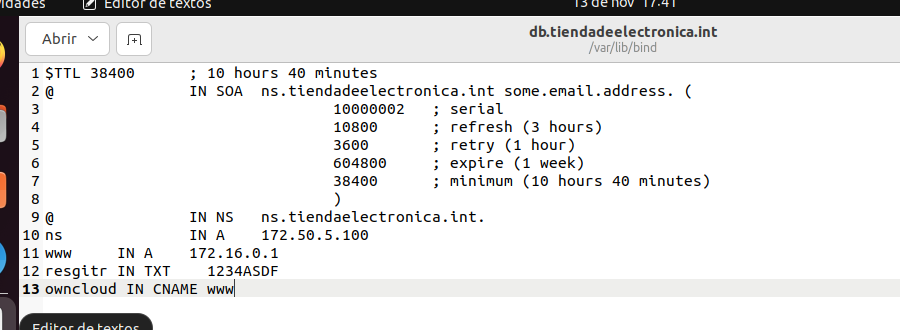 idades Editor de textos 13 de nov 17:41
Abrir db.tiendadeelectronica.int
/var/lib/bind
1 $TTL 38400 ; 10 hours 40 minutes
2 @ IN SOA ns.tiendadeelectronica.int some.email.address. (
3 10000002 ; serial
4 10800 ; refresh (3 hours)
5 3600 ; retry (1 hour)
6 604800 ; expire (1 week)
7 38400 ; minimum (10 hours 40 minutes)
8 )
9 @ IN NS ns.tiendaelectronica.int.
10 ns IN A 172.50.5.100
11 www IN A 172.16.0.1
12 resgitr IN TXT 1234ASDF
13 owncloud IN CNAME www
Editor de textos